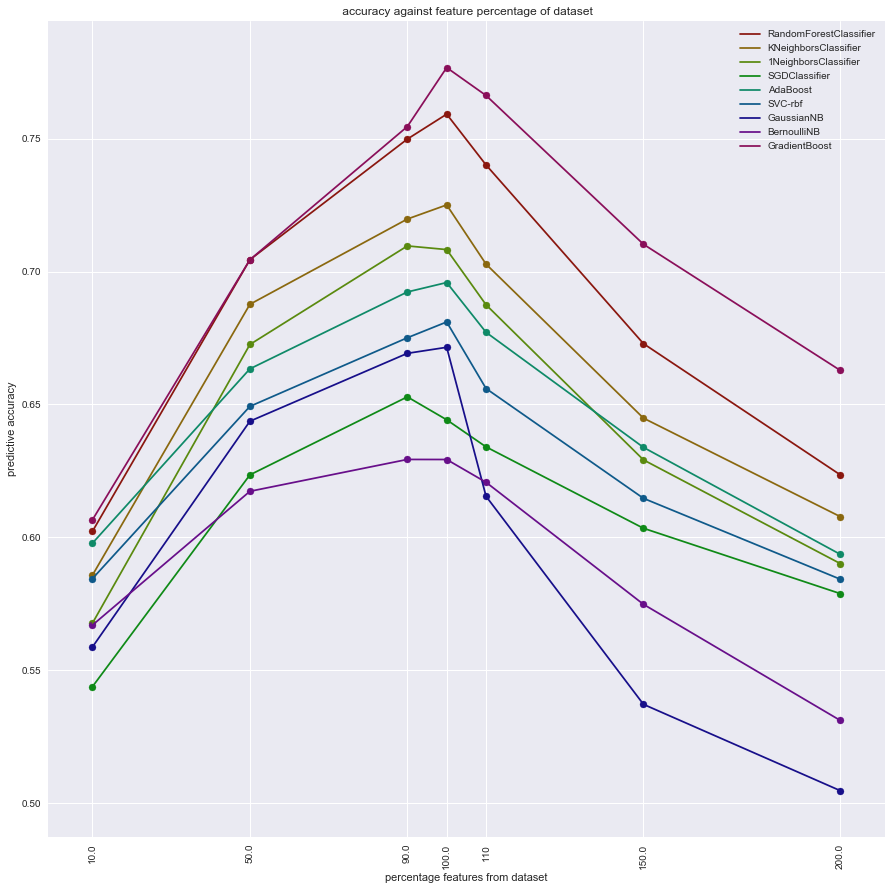 accuracy against feature percentage of dataset
RandomForestClassifier
KNeighborsClassifier
1NeighborsClassifier
SGDClassifier
AdaBoost
SVC-rbf
GaussianNB
BernoulliNB
GradientBoost
predictive accuracy
0.75
0.70
0.65
0.60
0.55
0.50
10.0
50.0
90.0
100.0
110
150.0
200.0
percentage features from dataset